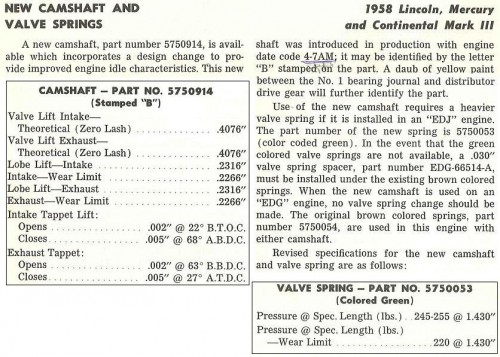 NEW CAMSHAFT AND
VALVE SPRINGS
1958 Lincoln, Mercury
and Continental Mark III
A new camshaft, part number 5750914, is avail-
able which incorporates a design change to pro-
vide improved engine idle characteristics. This new
CAMSHAFT — PART NO. 5750914
(Stamped "B")
Valve Lift Intake—
Theoretical (Zero Lash) .4076"
Valve Lift Exhaust—
Theoretical (Zero Lash) .4076"
Lobe Lift—Intake .2316"
Intake—Wear Limit .2266"
Lobe Lift—Exhaust .2316"
Exhaust—Wear Limit .2266"
Intake Tappet Lift:
Opens .002" @ 22° B.T.O.C.
Closes .005" @ 68° A.B.D.C.
Exhaust Tappet:
Opens .002" @ 63° B.B.D.C.
Closes .005" @ 27° A.T.D.C.
shaft was introduced in production with engine
date code 4-7AM; it may be identified by the letter
"B" stamped on the part. A daub of yellow paint
between the No. 1 bearing journal and distributor
drive gear will further identify the part.
Use of the new camshaft requires a heavier
valve spring if it is installed in an "EDJ" engine.
The part number of the new spring is 5750053
(color coded green). In the event that the green
colored valve springs are not available, a .030"
valve spring spacer, part number EDG-66514-A,
must be installed under the existing brown colored
springs. When the new camshaft is used on an
"EDG" engine, no valve spring change should be
made. The original brown colored springs, part
number 5750054, are used in this engine with
either camshaft.
Revised specifications for the new camshaft
and valve spring are as follows:
VALVE SPRING — PART NO. 5750053
(Colored Green)
Pressure @ Spec. Length (lbs.) 245-255 @ 1.430"
Pressure @ Spec. Length (lbs.)
—Wear Limit 220 @ 1.430"